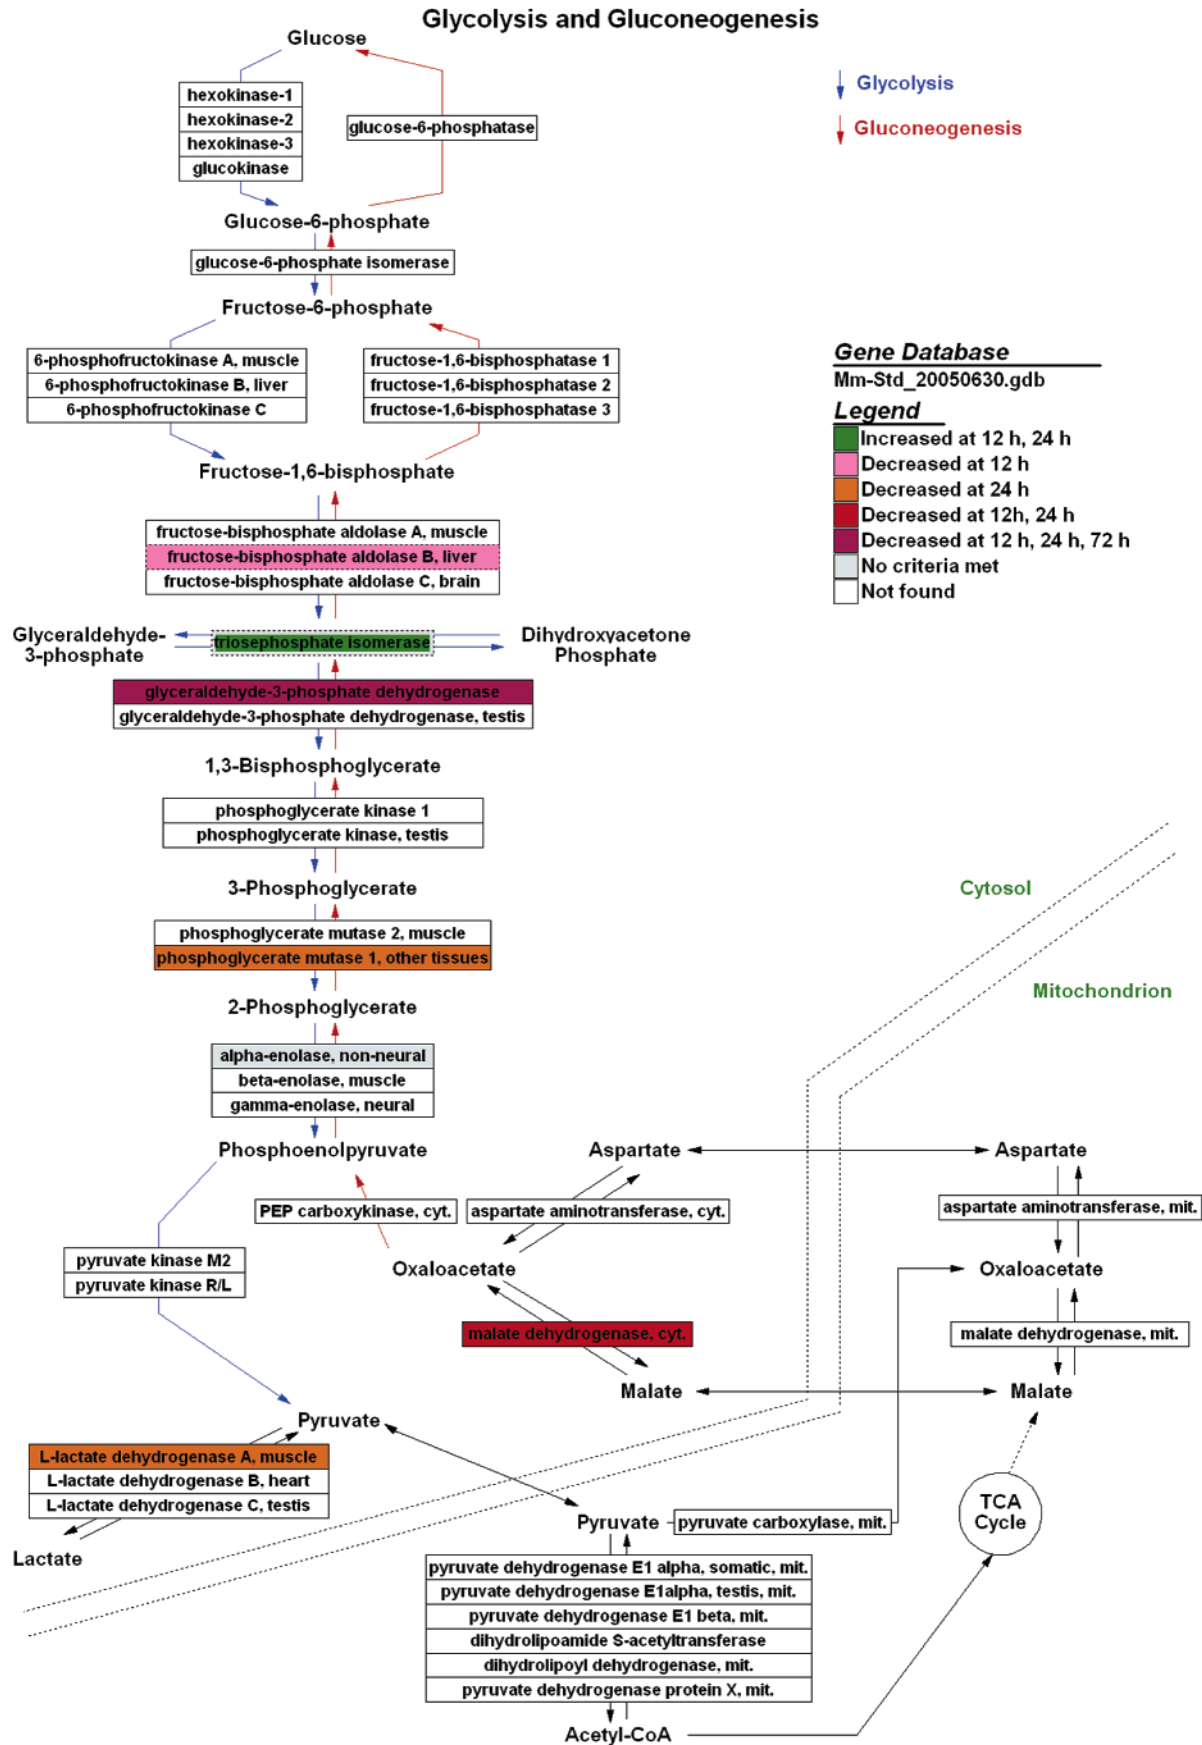 Glycolysis and Gluconeogenesis
Glucose
Glycolysis
Gluconeogenesis
hexokinase-1
hexokinase-2
hexokinase-3
glucokinase
glucose-6-phosphatase
Glucose-6-phosphate
glucose-6-phosphate isomerase
Fructose-6-phosphate
6-phosphofructokinase A, muscle
6-phosphofructokinase B, liver
6-phosphofructokinase C
fructose-1,6-bisphosphatase 1
fructose-1,6-bisphosphatase 2
fructose-1,6-bisphosphatase 3
Gene Database
Mm-Std_20050630.gdb
Legend
Increased at 12 h, 24 h
Decreased at 12 h
Decreased at 24 h
Decreased at 12h, 24 h
Decreased at 12 h, 24 h, 72 h
No criteria met
Not found
Fructose-1,6-bisphosphate
fructose-bisphosphate aldolase A, muscle
fructose-bisphosphate aldolase B, liver
fructose-bisphosphate aldolase C, brain
Glyceraldehyde-
3-phosphate
triosephosphate isomerase
Dihydroxyacetone
Phosphate
glyceraldehyde-3-phosphate dehydrogenase
glyceraldehyde-3-phosphate dehydrogenase, testis
1,3-Bisphosphoglycerate
phosphoglycerate kinase 1
phosphoglycerate kinase, testis
3-Phosphoglycerate
Cytosol
phosphoglycerate mutase 2, muscle
phosphoglycerate mutase 1, other tissues
Mitochondrion
2-Phosphoglycerate
alpha-enolase, non-neural
beta-enolase, muscle
gamma-enolase, neural
Phosphoenolpyruvate
Aspartate
Aspartate
PEP carboxykinase, cyt.
aspartate aminotransferase, cyt.
aspartate aminotransferase, mit.
pyruvate kinase M2
pyruvate kinase R/L
Oxaloacetate
Oxaloacetate
malate dehydrogenase, cyt.
malate dehydrogenase, mit.
Malate
Malate
Pyruvate
L-lactate dehydrogenase A, muscle
L-lactate dehydrogenase B, heart
L-lactate dehydrogenase C, testis
Lactate
Pyruvate
pyruvate carboxylase, mit.
TCA
Cycle
pyruvate dehydrogenase E1 alpha, somatic, mit.
pyruvate dehydrogenase E1alpha, testis, mit.
pyruvate dehydrogenase E1 beta, mit.
dihydrolipoamide S-acetyltransferase
dihydrolipoyl dehydrogenase, mit.
pyruvate dehydrogenase protein X, mit.
Acetyl-CoA